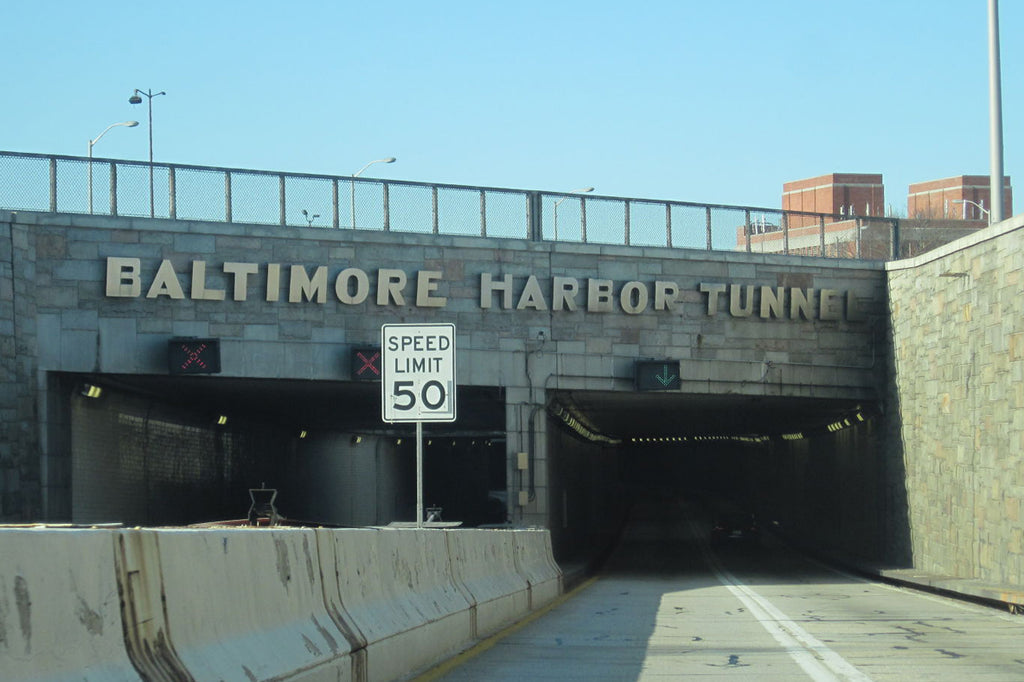 BALTIMORE HARBOR TUNNEL
SPEED
LIMIT
50